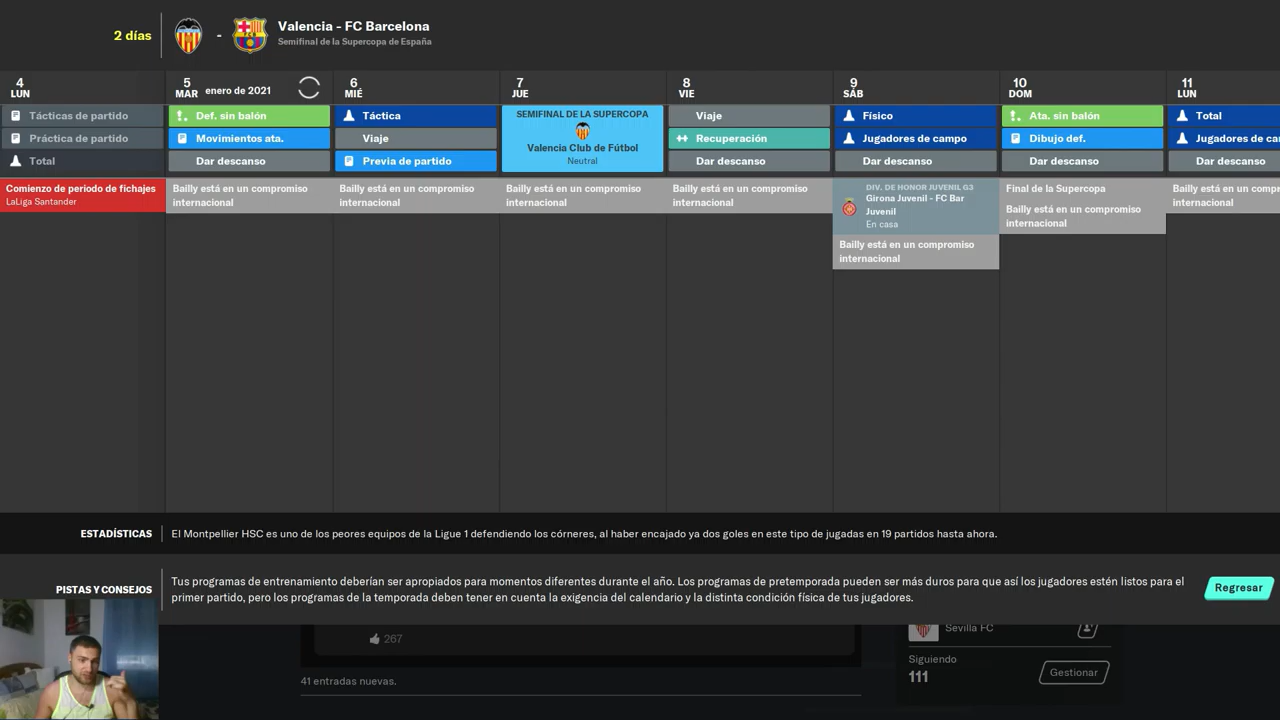 2 días
-
Valencia - FC Barcelona
Semifinal de la Supercopa de España
4
LUN
Tácticas de partido
Práctica de partido
Total
Comienzo de periodo de fichajes
LaLiga Santander
5
MAR enero de 2021
Def. sin balón
Movimientos ata.
Dar descanso
Bailly está en un compromiso
internacional
6
MIÉ
Táctica
Viaje
Previa de partido
Bailly está en un compromiso
internacional
7
JUE
SEMIFINAL DE LA SUPERCOPA
Valencia Club de Fútbol
Neutral
Bailly está en un compromiso
internacional
8
VIE
Viaje
Recuperación
Dar descanso
Bailly está en un compromiso
internacional
9
SÁB
Físico
Jugadores de campo
Dar descanso
DIV. DE HONOR JUVENIL G3
Girona Juvenil - FC Bar
Juvenil
En casa
Bailly está en un compromiso
internacional
10
DOM
Ata. sin balón
Dibujo def.
Dar descanso
Final de la Supercopa
Bailly está en un compromiso
internacional
11
LUN
Total
Jugadores de ca
Dar descanso
Bailly está en un compr
internacional
ESTADÍSTICAS
El Montpellier HSC es uno de los peores equipos de la Ligue 1 defendiendo los córneres, al haber encajado ya dos goles en este tipo de jugadas en 19 partidos hasta ahora.
PISTAS Y CONSEJOS
Tus programas de entrenamiento deberían ser apropiados para momentos diferentes durante el año. Los programas de pretemporada pueden ser más duros para que así los jugadores estén listos para el
primer partido, pero los programas de la temporada deben tener en cuenta la exigencia del calendario y la distinta condición física de tus jugadores.
Regresar
267
41 entradas nuevas.
Sevilla FC
Siguiendo
111
Gestionar